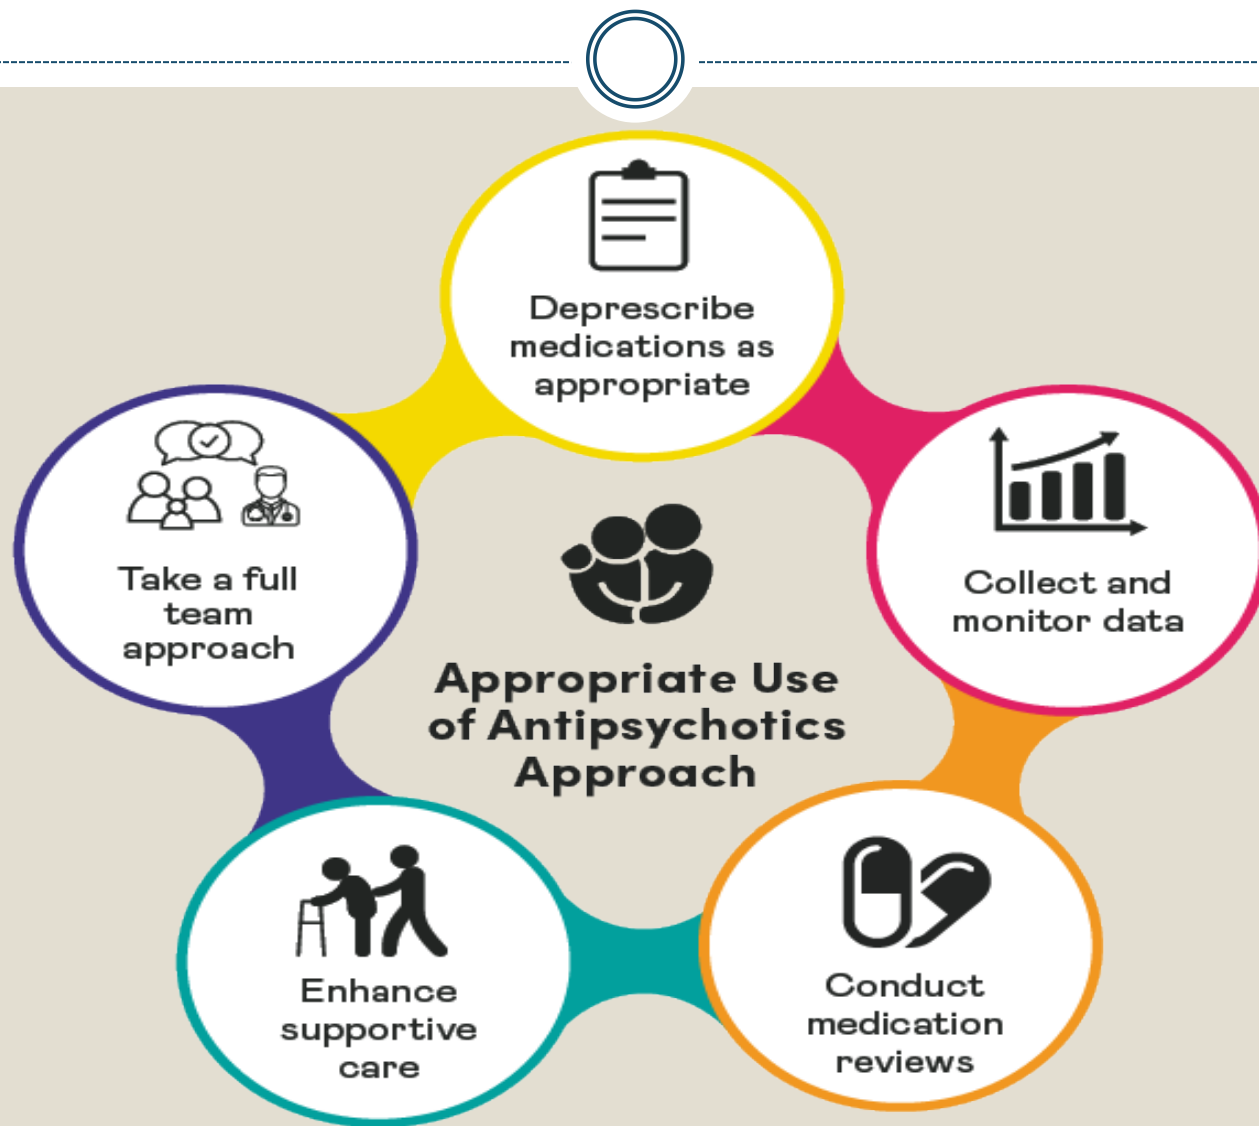 Deprescribe
medications as
appropriate
Take a full
team
approach
Collect and
monitor data
Appropriate Use
of Antipsychotics
Approach
Enhance
supportive
care
Conduct
medication
reviews